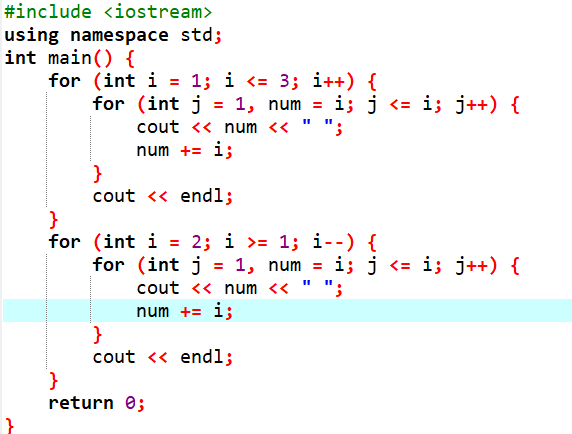 #include <iostream>
using namespace std;
int main() {
    for (int i = 1; i <= 3; i++) {
        for (int j = 1, num = i; j <= i; j++) {
            cout << num << " ";
            num += i;
        }
        cout << endl;
    }
    for (int i = 2; i >= 1; i--) {
        for (int j = 1, num = i; j <= i; j++) {
            cout << num << " ";
            num += i;
        }
        cout << endl;
    }
    return 0;
}